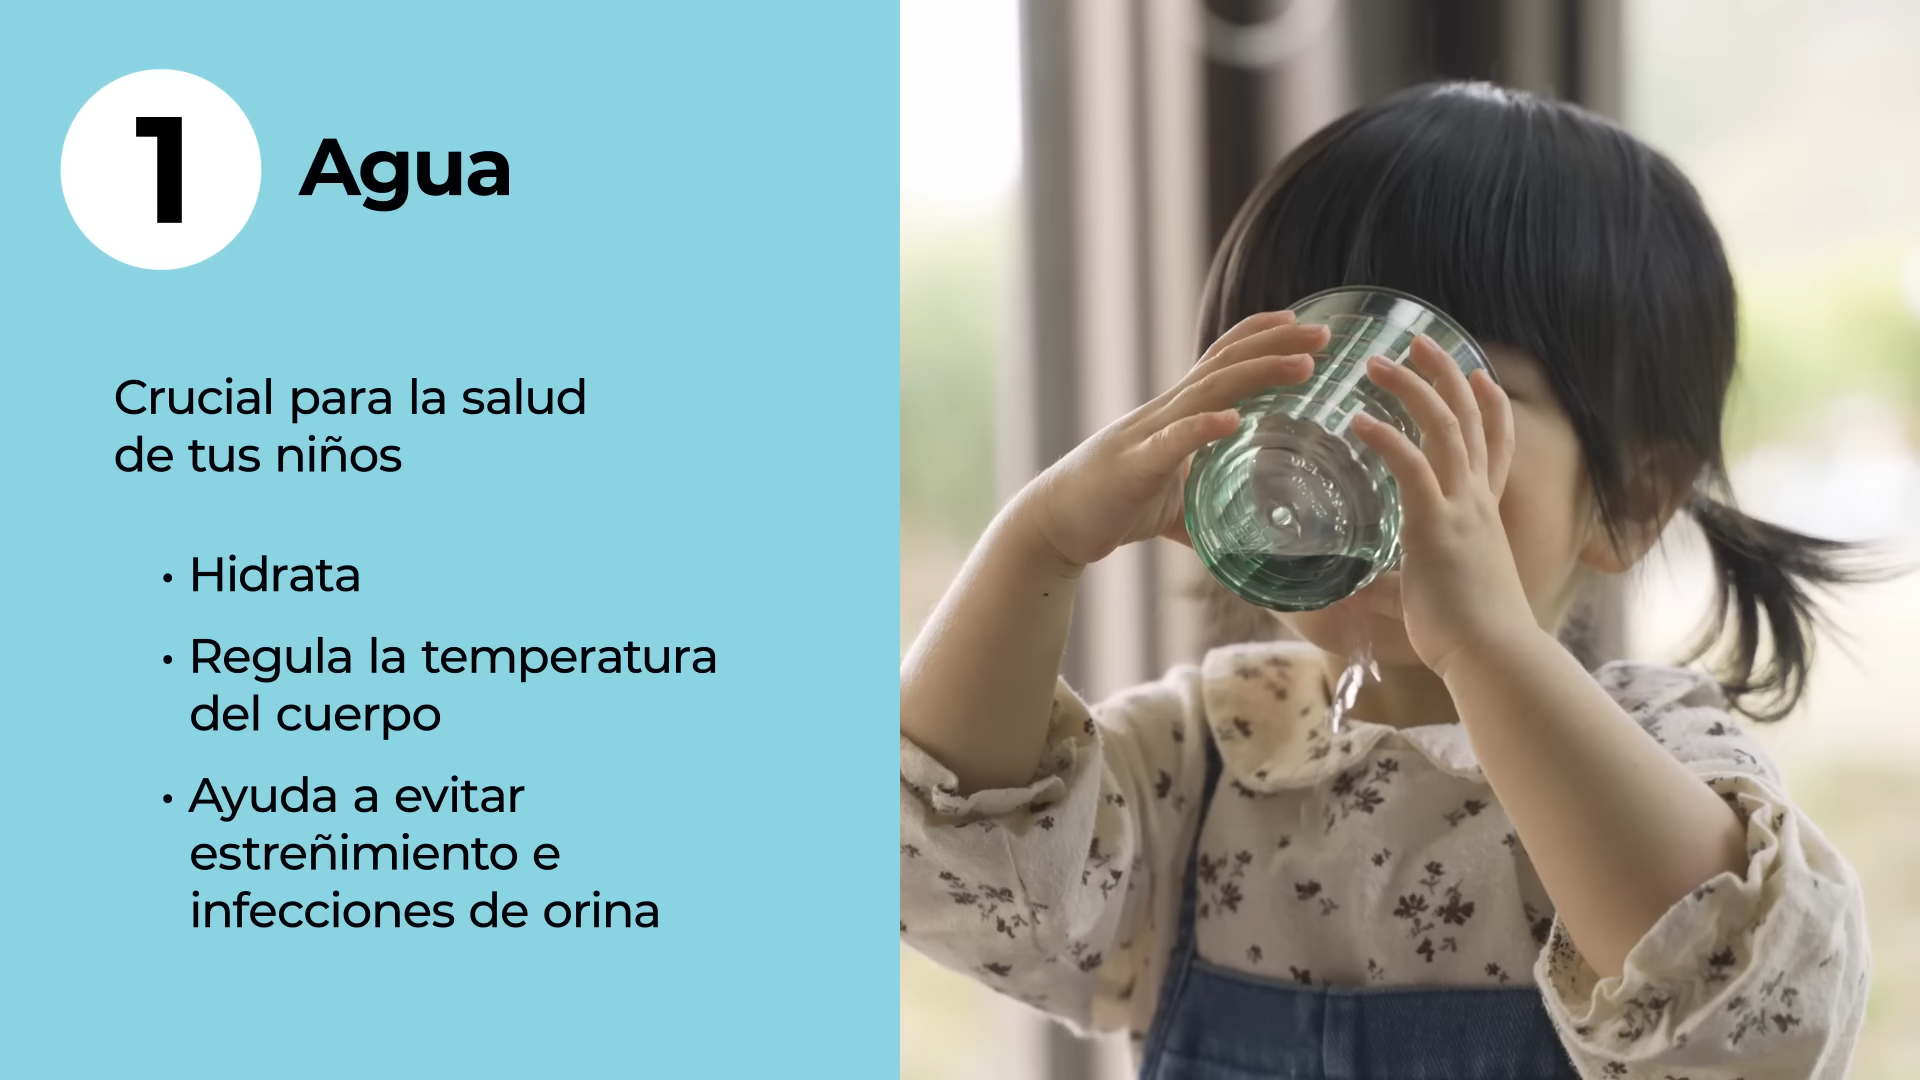 1
Agua
Crucial para la salud
de tus niños
• Hidrata
• Regula la temperatura
del cuerpo
• Ayuda a evitar
estreñimiento e
infecciones de orina